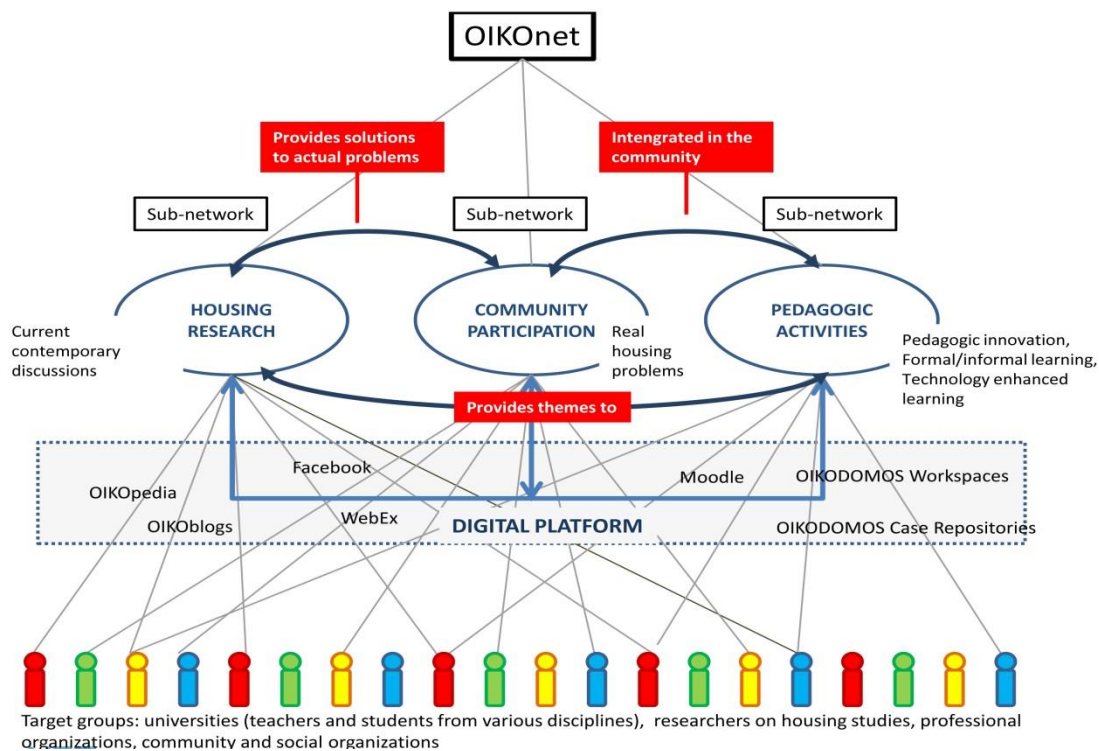 OIKOnet
Provides solutions
to actual problems
Intengrated in the
community
Sub-network
Sub-network
Sub-network
HOUSING
RESEARCH
COMMUNITY
PARTICIPATION
PEDAGOGIC
ACTIVITIES
Current
contemporary
discussions
Real
housing
problems
Pedagogic innovation,
Formal/informal learning,
Technology enhanced
learning
Provides themes to
Facebook
Moodle
OIKODOMOS Workspaces
OIKOpedia
OIKOblogs
WebEx
DIGITAL PLATFORM
OIKODOMOS Case Repositories
Target groups: universities (teachers and students from various disciplines), researchers on housing studies, professional
organizations, community and social organizations